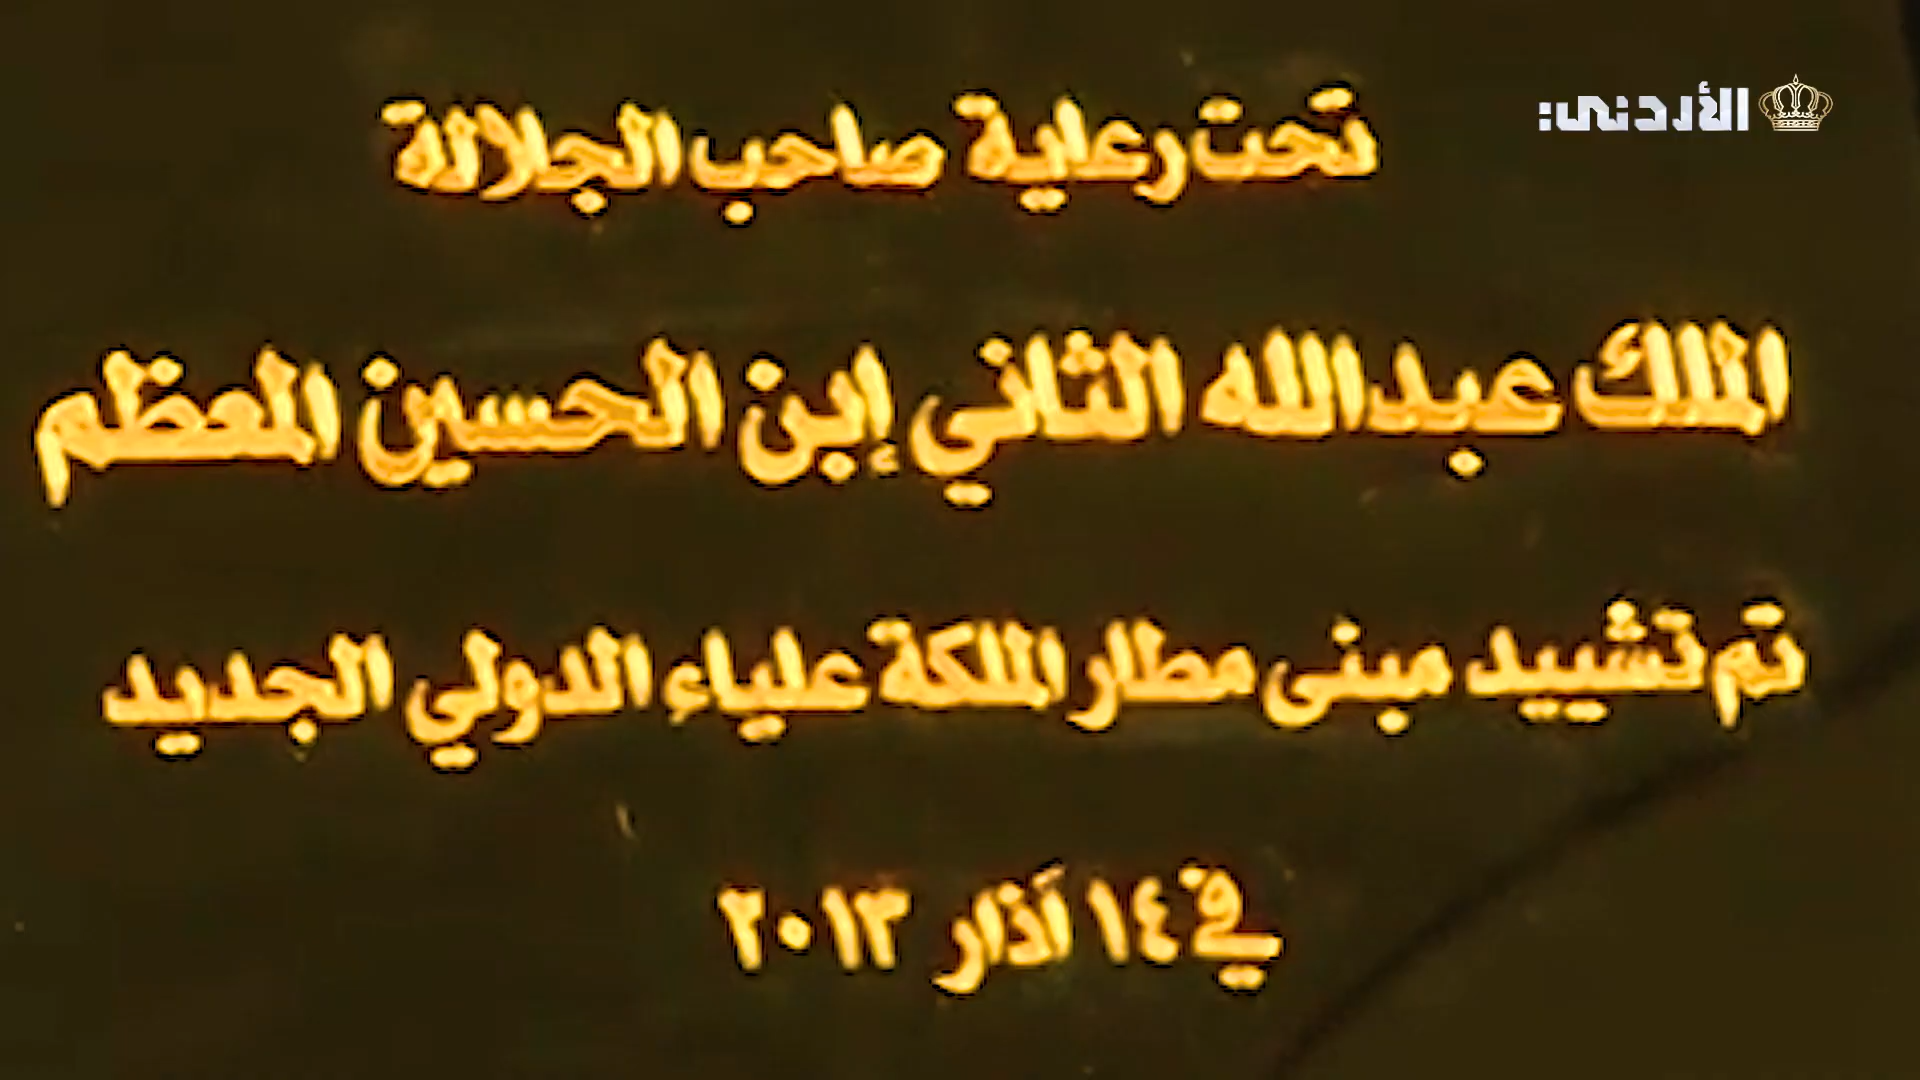 الأردني:
تحت رعاية صاحب الجلالة
الملك عبدالله الثاني إبن الحسين المعظم
تم تشييد مبنى مطار الملكة علياء الدولي الجديد
في ١٤ آذار ٢٠١٣